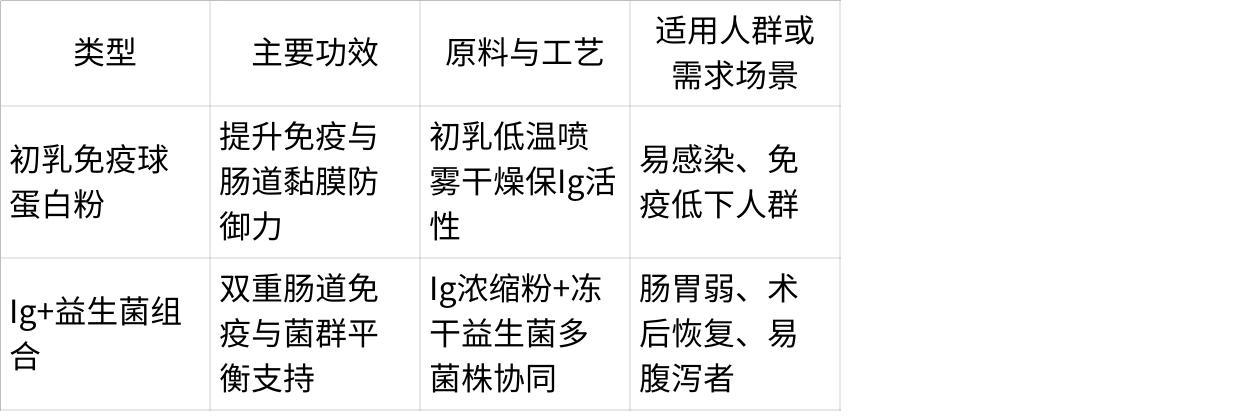 类型
主要功效
原料与工艺
适用人群或
需求场景
初乳免疫球
蛋白粉
提升免疫与
肠道黏膜防
御力
初乳低温喷
雾干燥保Ig活
性
易感染、免
疫低下人群
Ig+益生菌组
合
双重肠道免
疫与菌群平
衡支持
Ig浓缩粉+冻
干益生菌多
菌株协同
肠胃弱、术
后恢复、易
腹泻者